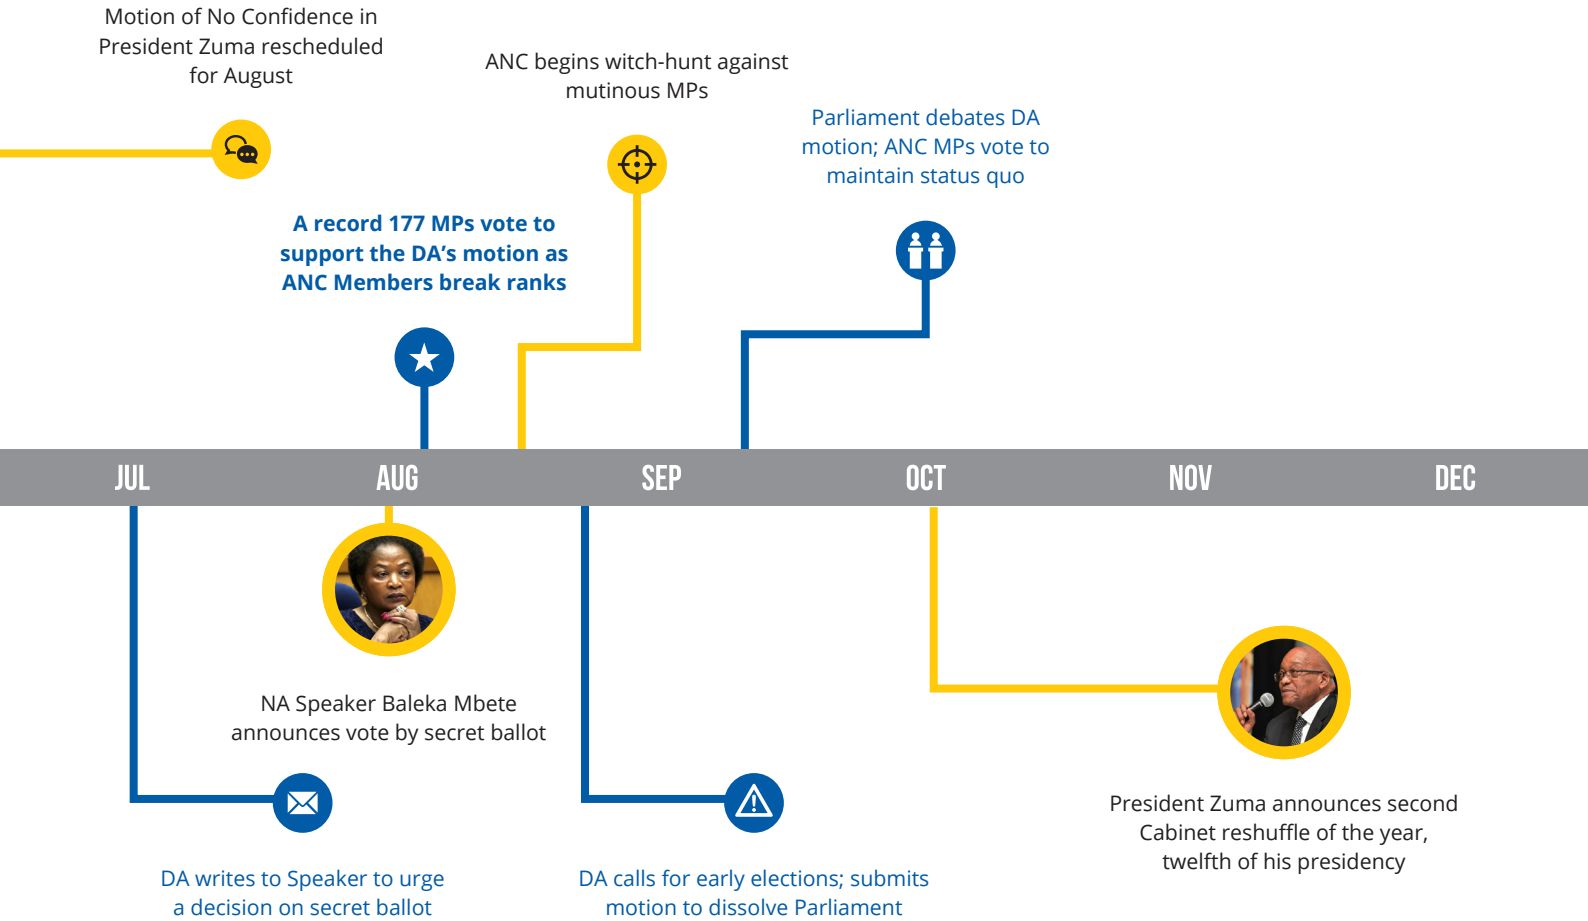 Motion of No Confidence in
President Zuma rescheduled
for August
ANC begins witch-hunt against
mutinous MPs
Parliament debates DA
motion; ANC MPs vote to
maintain status quo
A record 177 MPs vote to
support the DA's motion as
ANC Members break ranks
JUL
AUG
SEP
OCT
NOV
DEC
NA Speaker Baleka Mbete
announces vote by secret ballot
President Zuma announces second
Cabinet reshuffle of the year,
twelfth of his presidency
DA writes to Speaker to urge
a decision on secret ballot
DA calls for early elections; submits
motion to dissolve Parliament